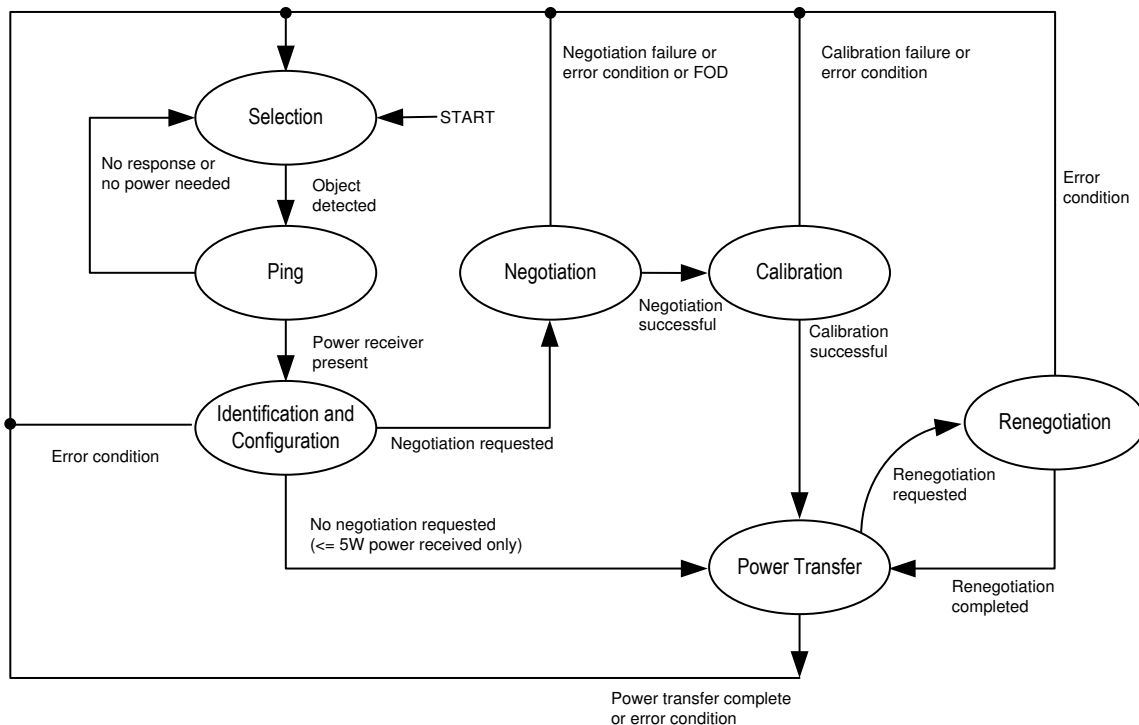 Negotiation failure or
error condition or FOD
Calibration failure or
error condition
Selection
START
No response or
no power needed
Object
detected
Error
condition
Ping
Negotiation
Calibration
Negotiation
successful
Calibration
successful
Power receiver
present
Identification and
Configuration
Negotiation requested
Error condition
Renegotiation
Renegotiation
requested
No negotiation requested
(<= 5W power received only)
Power Transfer
Renegotiation
completed
Power transfer complete
or error condition